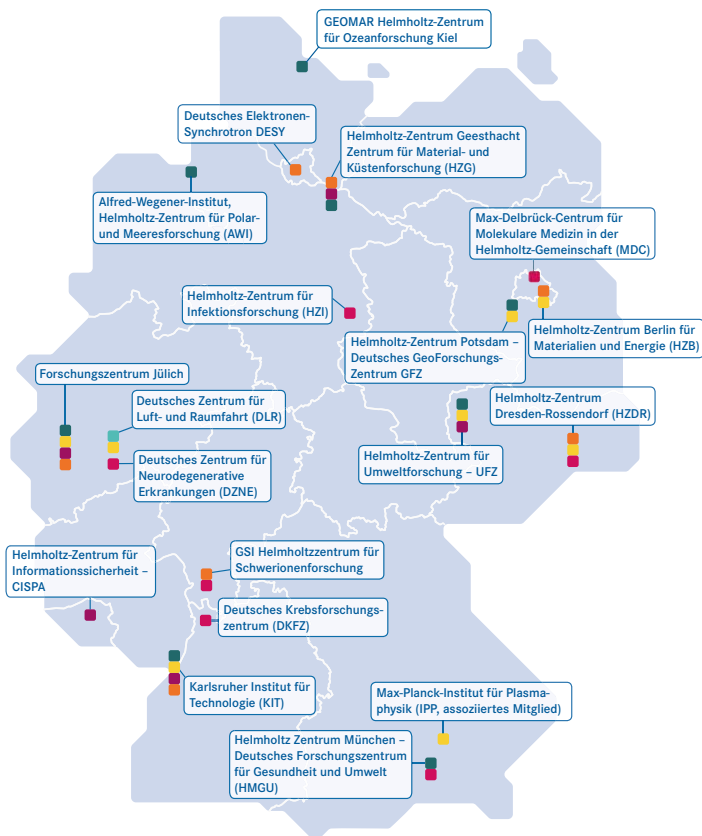 GEOMAR Helmholtz-Zentrum
für Ozeanforschung Kiel
Deutsches Elektronen-
Synchrotron DESY
Helmholtz-Zentrum Geesthacht
Zentrum für Material- und
Küstenforschung (HZG)
Alfred-Wegener-Institut,
Helmholtz-Zentrum für Polar-
und Meeresforschung (AWI)
Max-Delbrück-Centrum für
Molekulare Medizin in der
Helmholtz-Gemeinschaft (MDC)
Helmholtz-Zentrum für
Infektionsforschung (HZI)
Helmholtz-Zentrum Berlin für
Materialien und Energie (HZB)
Helmholtz-Zentrum Potsdam –
Deutsches GeoForschungs-
Zentrum GFZ
Forschungszentrum Jülich
Deutsches Zentrum für
Luft- und Raumfahrt (DLR)
Helmholtz-Zentrum
Dresden-Rossendorf (HZDR)
Deutsches Zentrum für
Neurodegenerative
Erkrankungen (DZNE)
Helmholtz-Zentrum für
Umweltforschung – UFZ
Helmholtz-Zentrum für
Informationssicherheit –
CISPA
GSI Helmholtzzentrum für
Schwerionenforschung
Deutsches Krebsforschungs-
zentrum (DKFZ)
Karlsruher Institut für
Technologie (KIT)
Max-Planck-Institut für Plasma-
physik (IPP, assoziiertes Mitglied)
Helmholtz Zentrum München –
Deutsches Forschungszentrum
für Gesundheit und Umwelt
(HMGU)